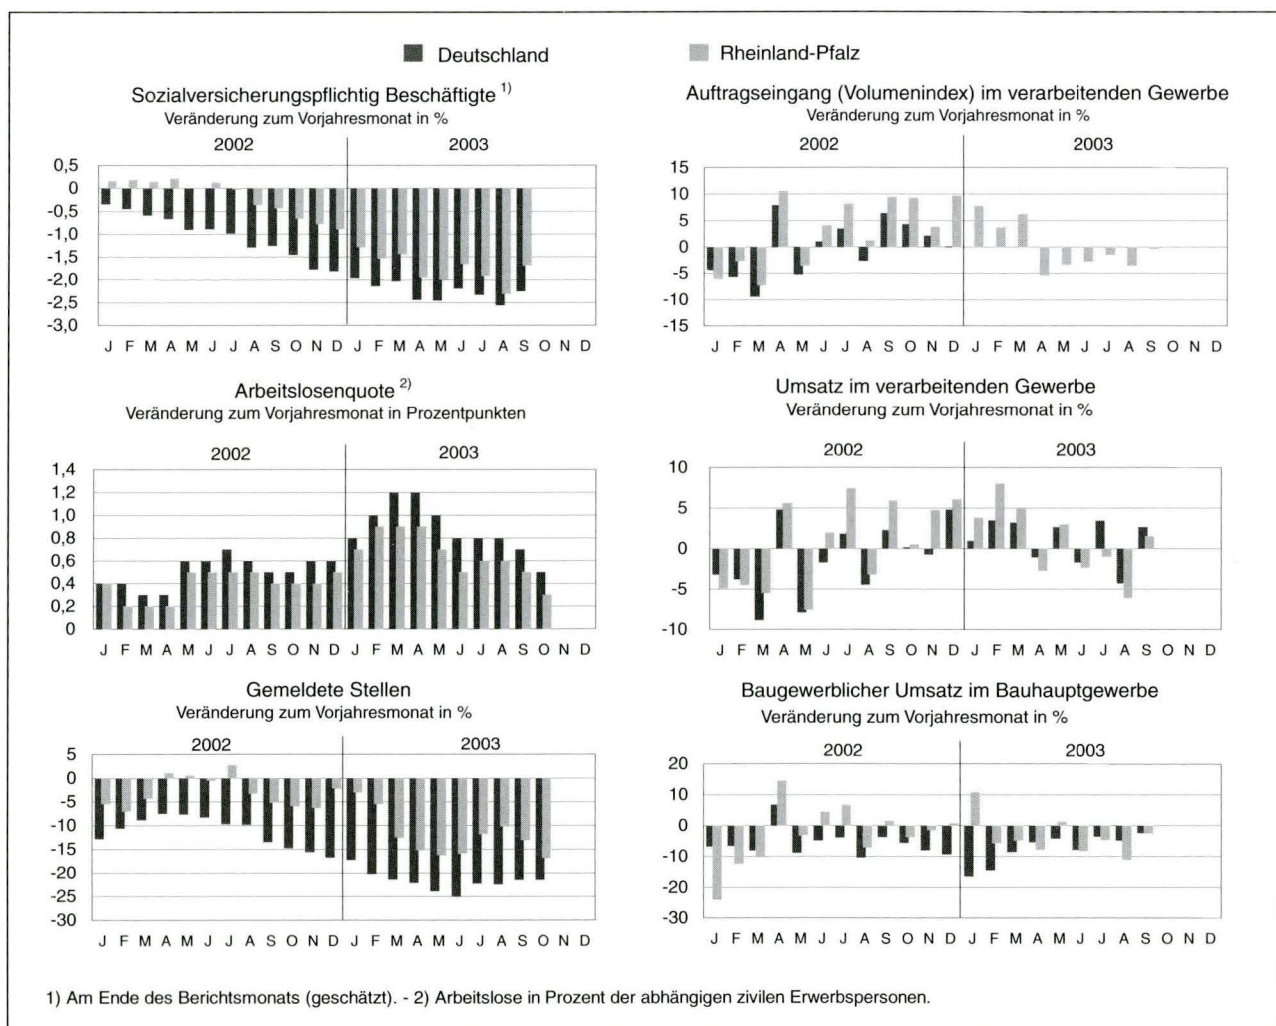 Deutschland Rheinland-Pfalz
Sozialversicherungspflichtig Beschäftigte 1)
Veränderung zum Vorjahresmonat in %
2002 2003
0,5
0
-0,5
-1,0
-1,5
-2,0
-2,5
-3,0
J F M A M J J A S O N D J F M A M J J A S O N D
Auftragseingang (Volumenindex) im verarbeitenden Gewerbe
Veränderung zum Vorjahresmonat in %
2002 2003
15
10
5
0
-5
-10
-15
J F M A M J J A S O N D J F M A M J J A S O N D
Arbeitslosenquote 2)
Veränderung zum Vorjahresmonat in Prozentpunkten
2002 2003
1,4
1,2
1,0
0,8
0,6
0,4
0,2
0
J F M A M J J A S O N D J F M A M J J A S O N D
Umsatz im verarbeitenden Gewerbe
Veränderung zum Vorjahresmonat in %
2002 2003
10
5
0
-5
-10
J F M A M J J A S O N D J F M A M J J A S O N D
Gemeldete Stellen
Veränderung zum Vorjahresmonat in %
2002 2003
5
0
-5
-10
-15
-20
-25
-30
J F M A M J J A S O N D J F M A M J J A S O N D
Baugewerblicher Umsatz im Bauhauptgewerbe
Veränderung zum Vorjahresmonat in %
2002 2003
20
10
0
-10
-20
-30
J F M A M J J A S O N D J F M A M J J A S O N D
1) Am Ende des Berichtsmonats (geschätzt). - 2) Arbeitslose in Prozent der abhängigen zivilen Erwerbspersonen.